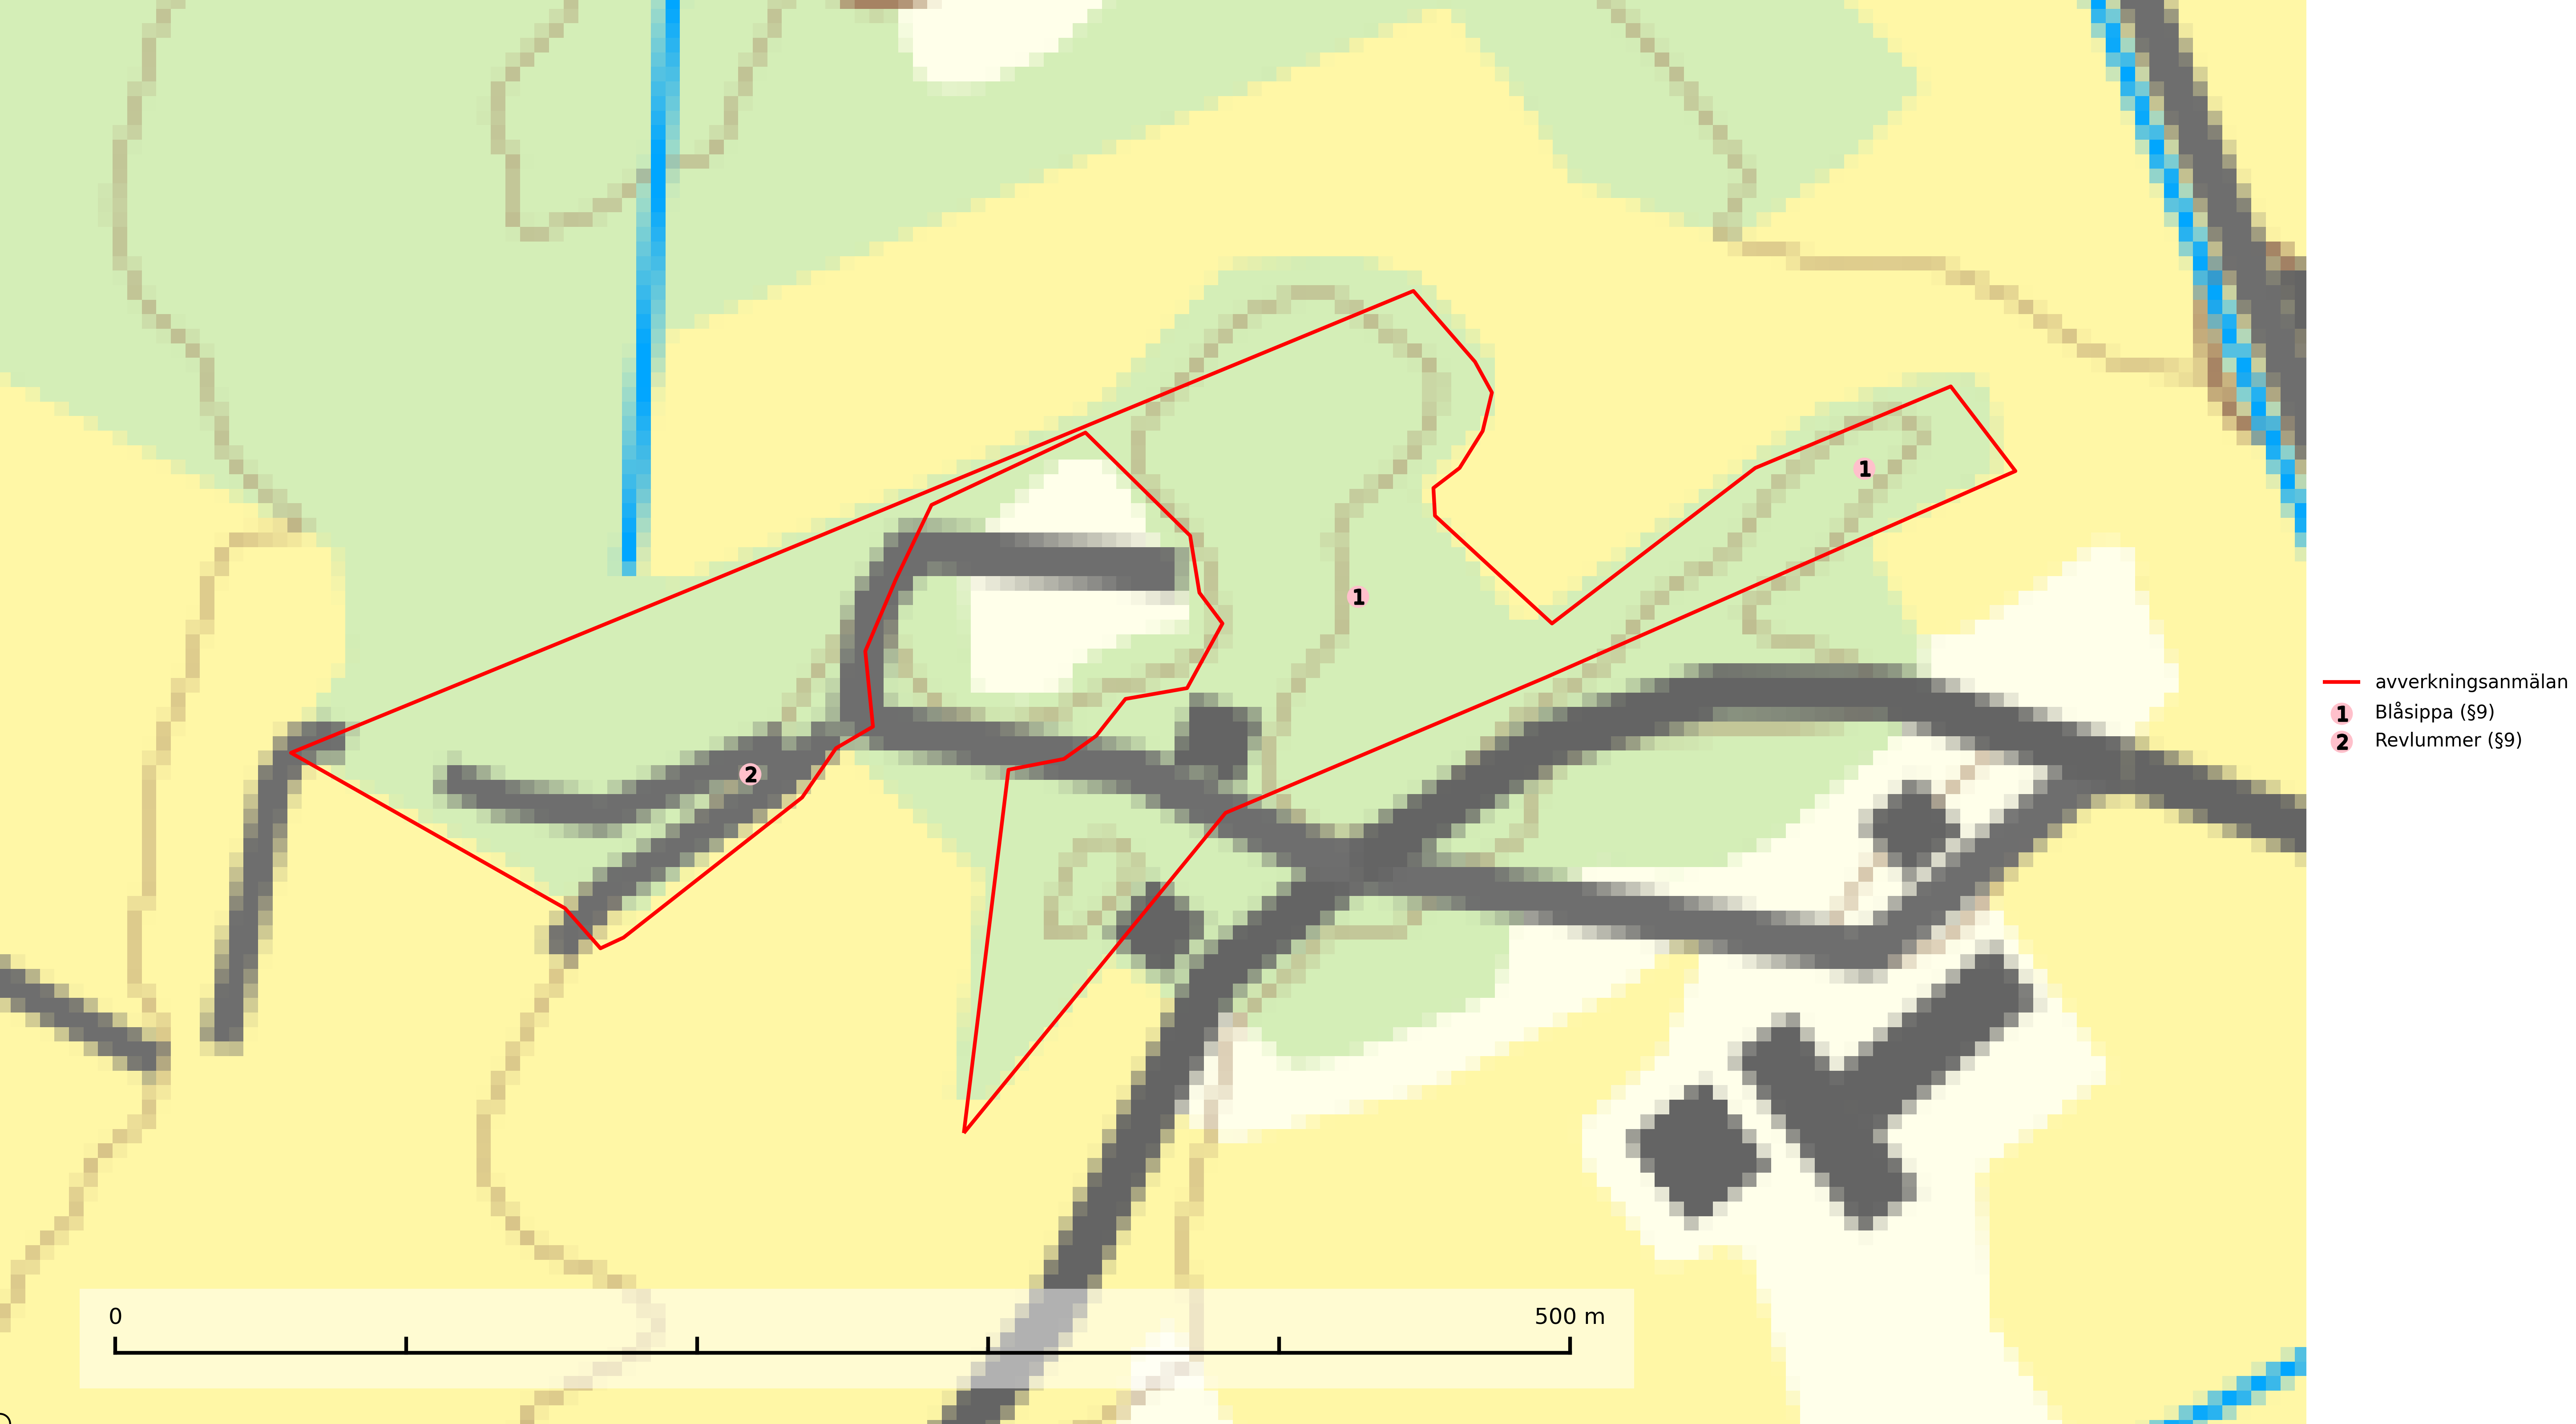 1
1
2
avverkningsanmälan
1 Blåsippa (§9)
2 Revlummer (§9)
0 500 m